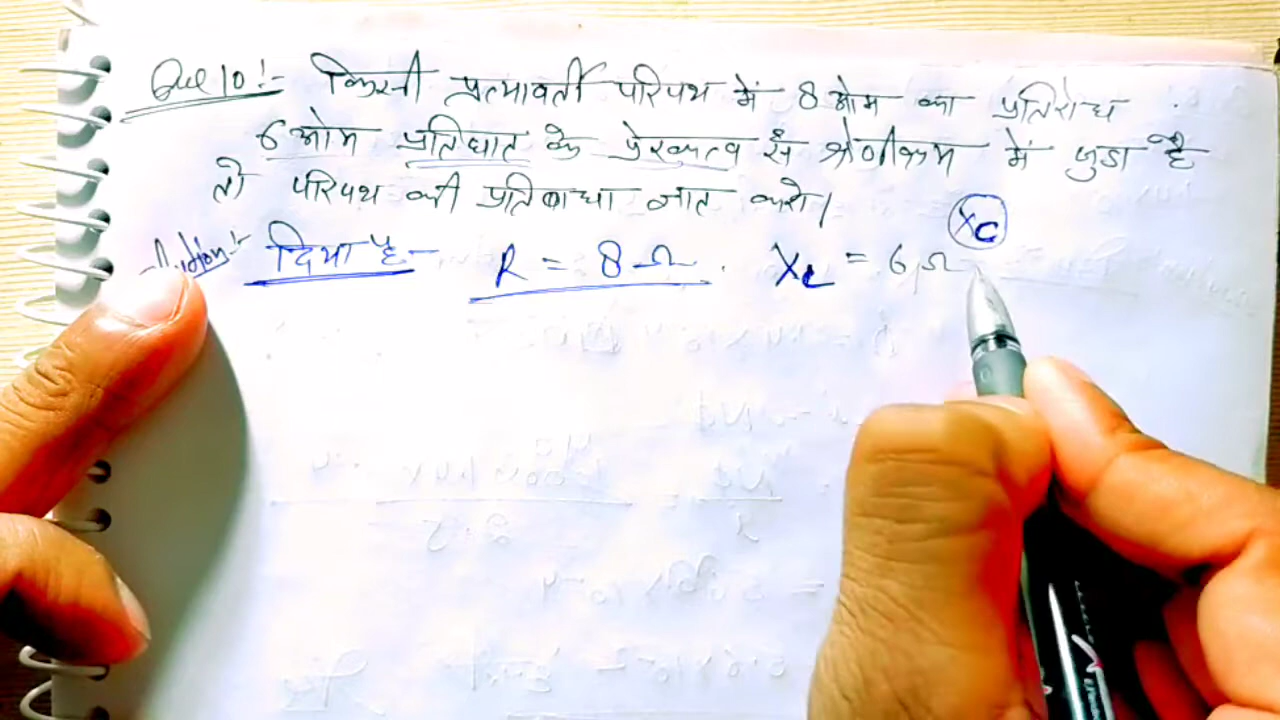 Que 10:- किसी प्रत्यावर्ती परिपथ में 8 ओम का प्रतिरोध
6 ओम प्रतिघात के प्रेरकत्व से श्रेणीक्रम में जुडा है
तो परिपथ की प्रतिबाधा ज्ञात करो।
दिया है- R = 8 Ω. XL = 6 Ω XC